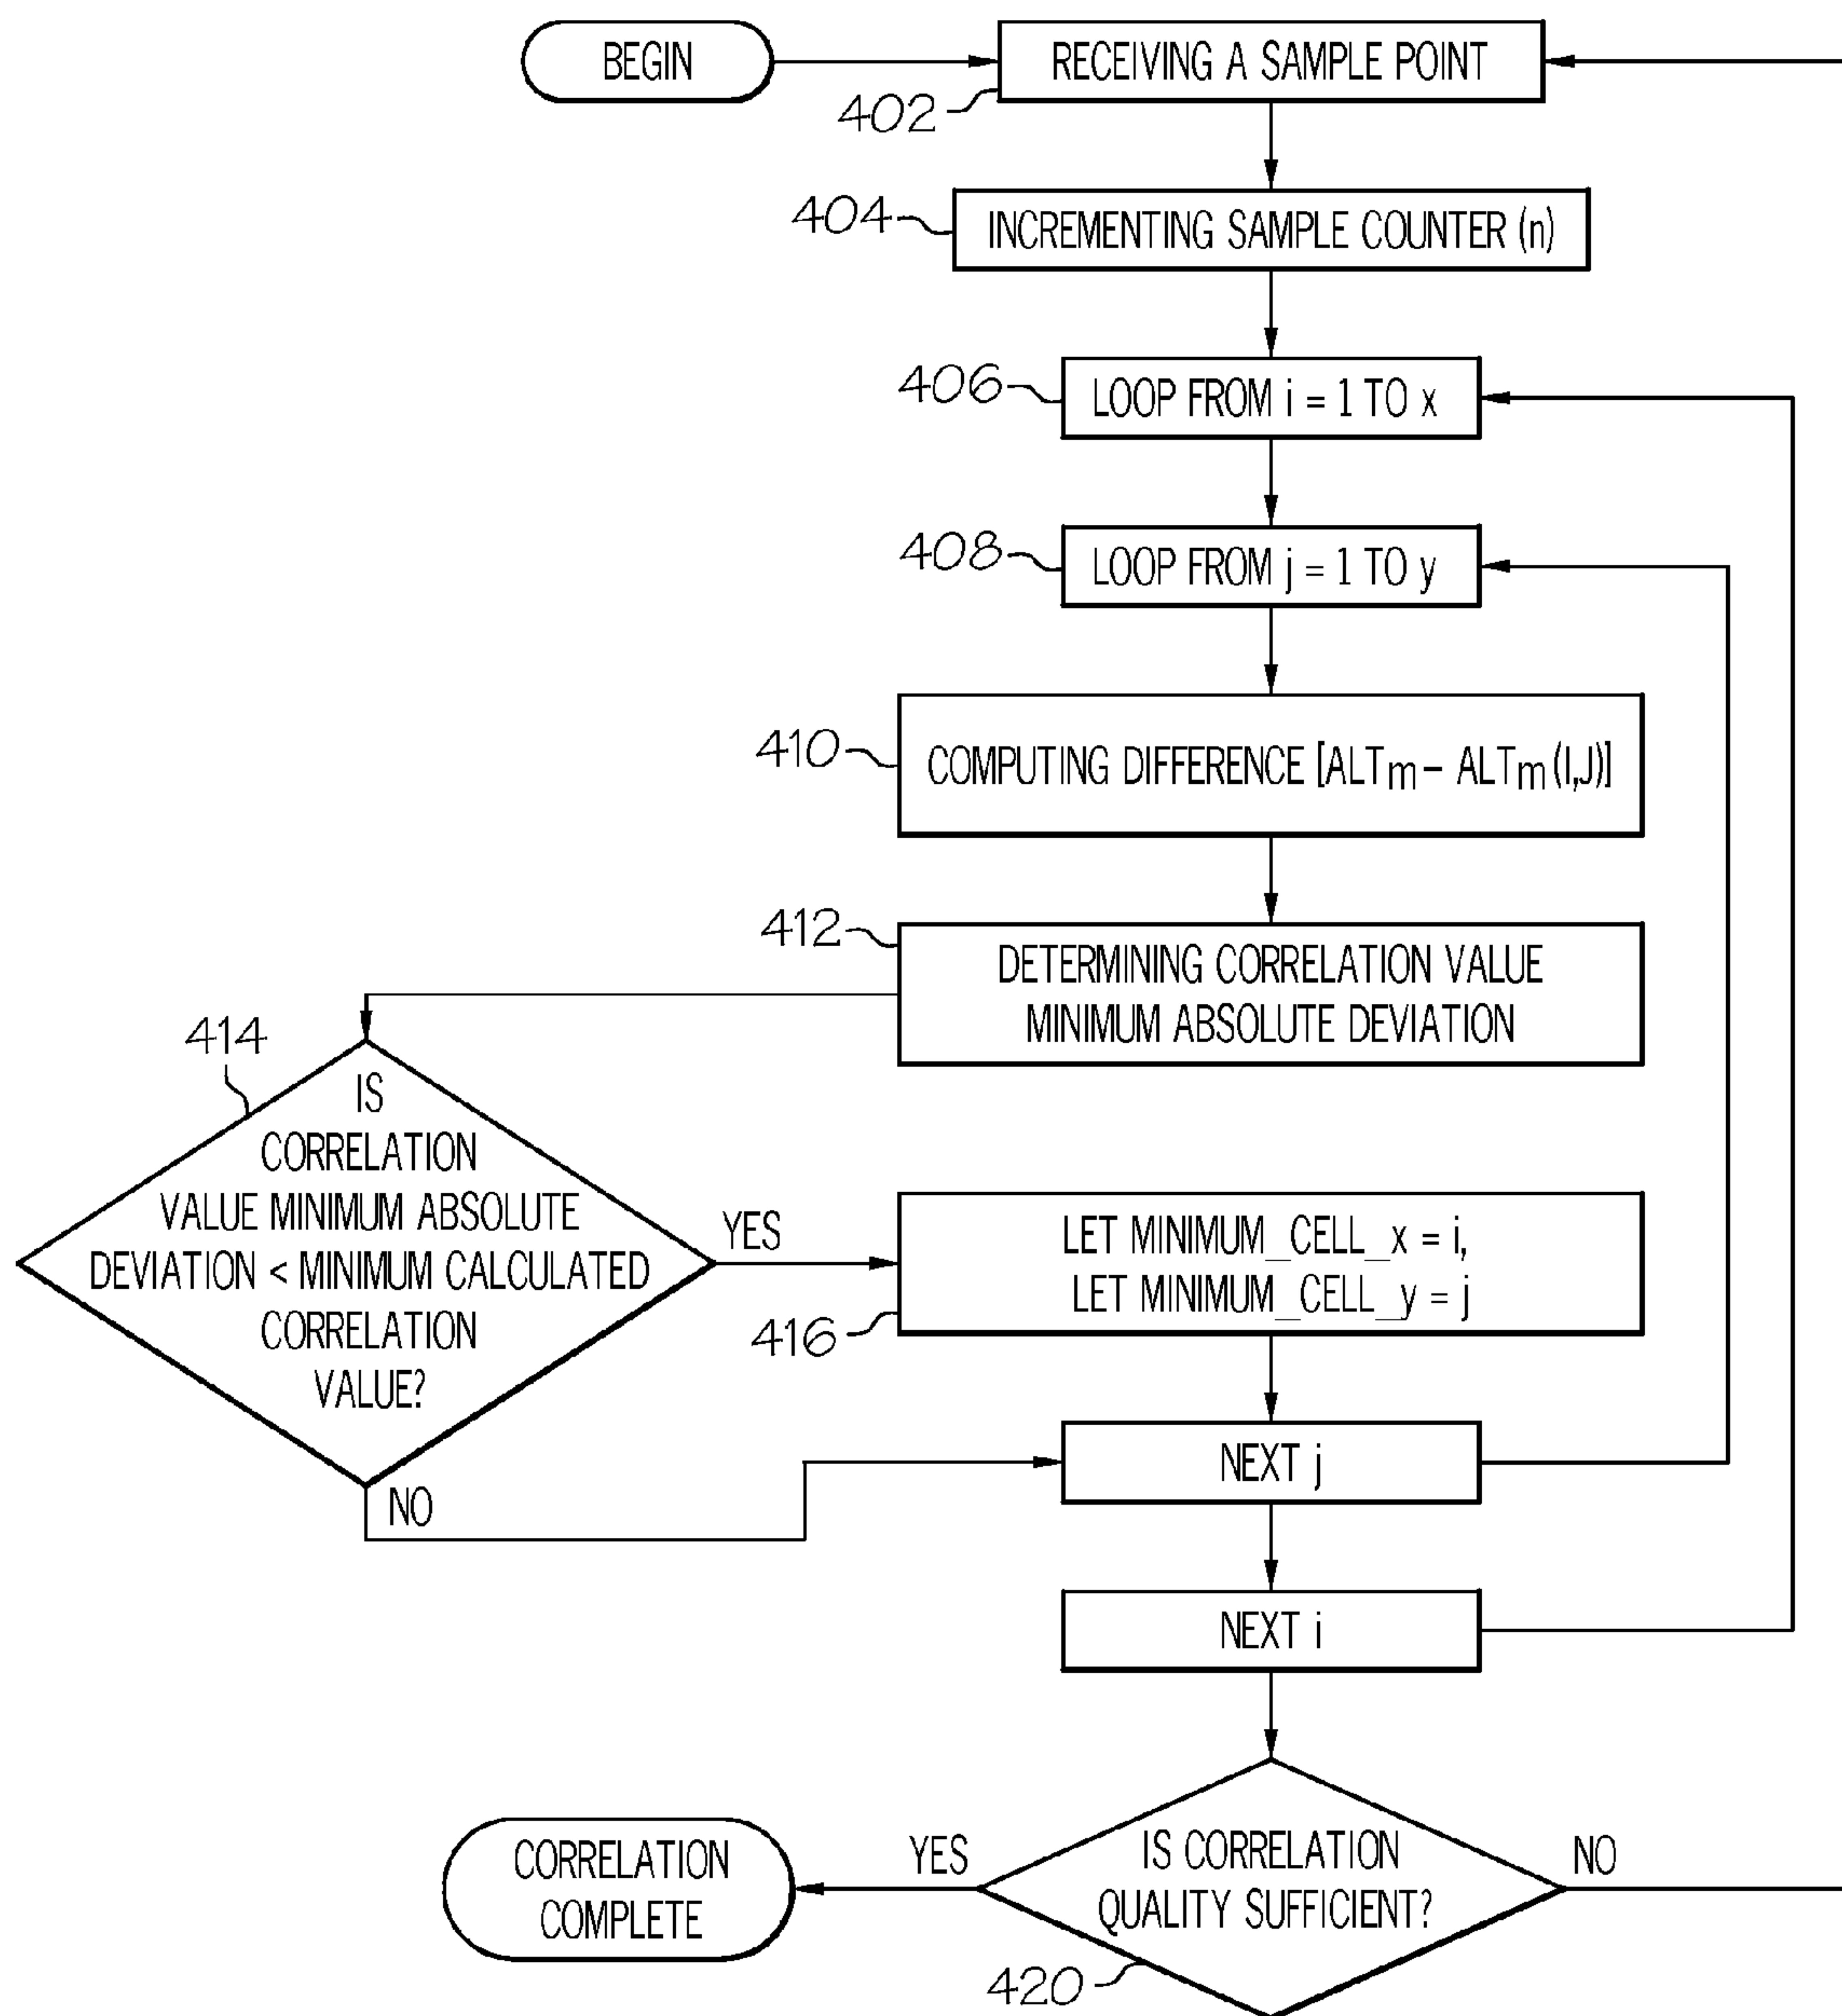 BEGIN
RECEIVING A SAMPLE POINT
402
404
INCREMENTING SAMPLE COUNTER (n)
406
LOOP FROM i = 1 TO x
408
LOOP FROM j = 1 TO y
410
COMPUTING DIFFERENCE [ALTm – ALTm (I,J)]
412
DETERMINING CORRELATION VALUE
MINIMUM ABSOLUTE DEVIATION
414
IS
CORRELATION
VALUE MINIMUM ABSOLUTE
DEVIATION < MINIMUM CALCULATED
CORRELATION
VALUE?
YES
NO
LET MINIMUM_CELL_x = i,
LET MINIMUM_CELL_y = j
416
NEXT j
NEXT i
IS CORRELATION
QUALITY SUFFICIENT?
420
YES
NO
CORRELATION
COMPLETE